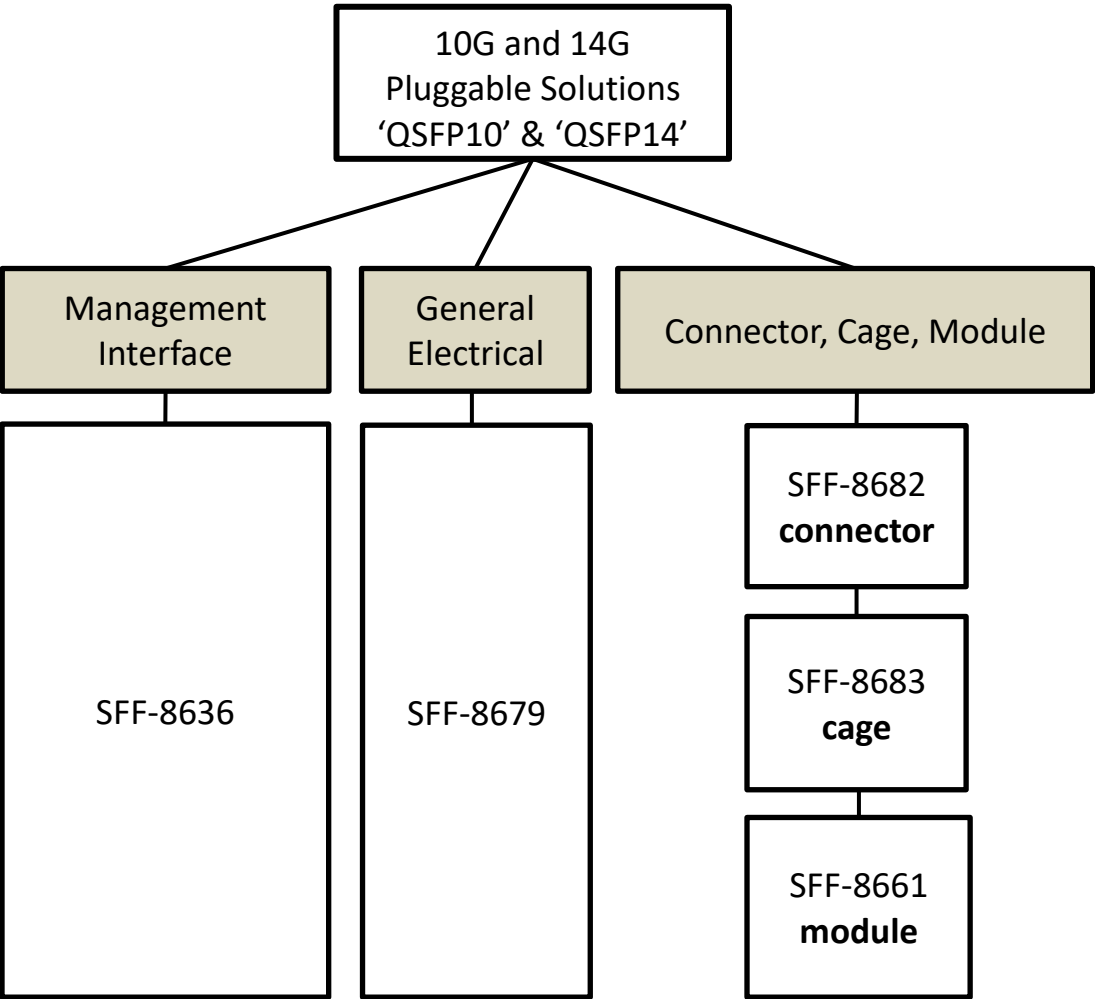 10G and 14G
Pluggable Solutions
‘QSFP10’ & ‘QSFP14’
Management
Interface
General
Electrical
Connector, Cage, Module
SFF-8636
SFF-8679
SFF-8682
connector
SFF-8683
cage
SFF-8661
module